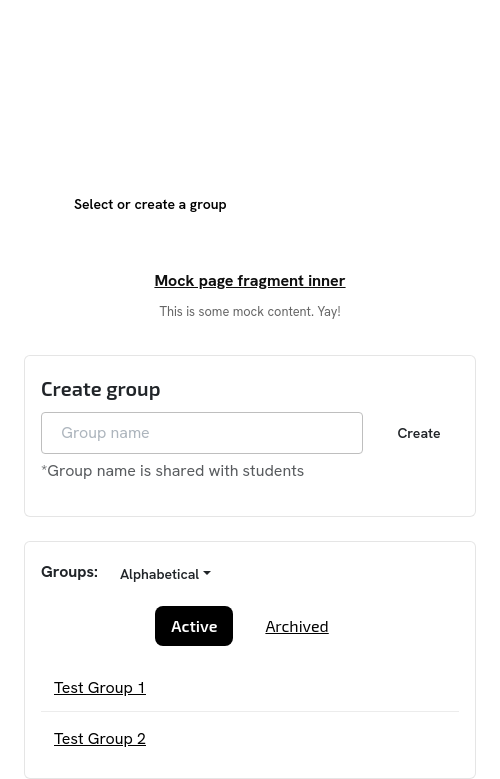 Select or create a group
Mock page fragment inner
This is some mock content. Yay!
Create group
Group name
Create
*Group name is shared with students
Groups:
Alphabetical
Active
Archived
Test Group 1
Test Group 2